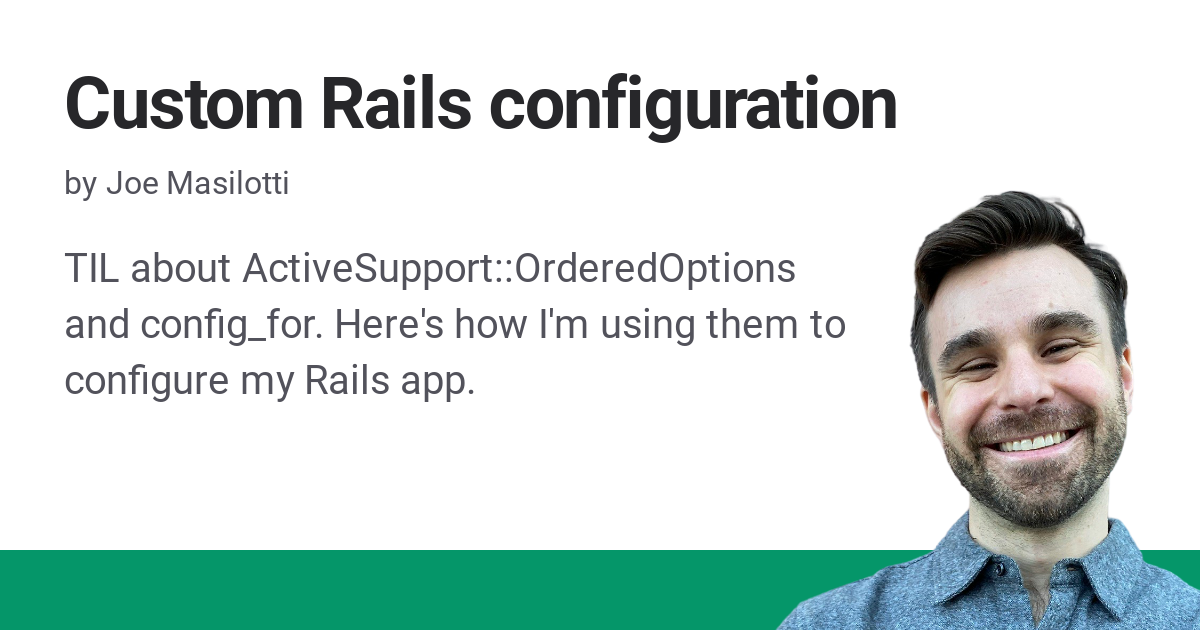 Custom Rails configuration
by Joe Masilotti
TIL about ActiveSupport::OrderedOptions
and config_for. Here's how I'm using them to
configure my Rails app.